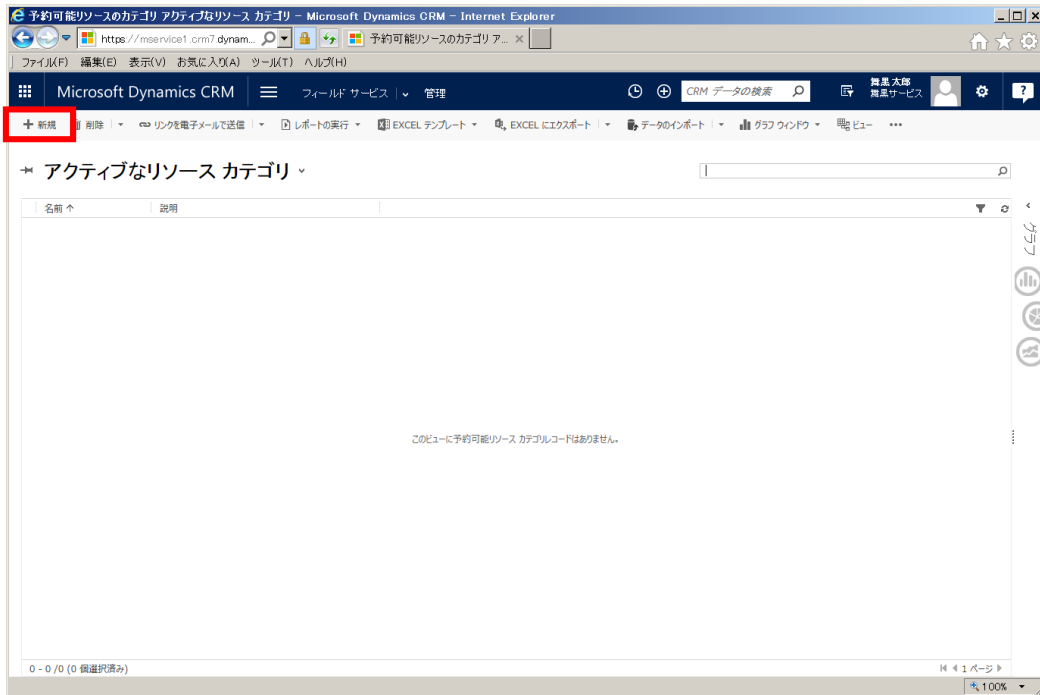 予約可能リソースのカテゴリ アクティブなリソース カテゴリ - Microsoft Dynamics CRM - Internet Explorer
https://mservice1.crm7.dynam... 予約可能リソースのカテゴリ ア...
ファイル(F) 編集(E) 表示(V) お気に入り(A) ツール(T) ヘルプ(H)
Microsoft Dynamics CRM フィールド サービス 管理 CRM データの検索 舞黒太郎
舞黒サービス
新規 削除 リンクを電子メールで送信 レポートの実行 EXCEL テンプレート EXCEL にエクスポート データのインポート グラフ ウィンドウ ビュー ...
アクティブなリソース カテゴリ
名前 ↑ 説明
グラフ
このビューに予約可能リソース カテゴリレコードはありません。
0 - 0 /0 (0 個選択済み) 1 ページ
100%